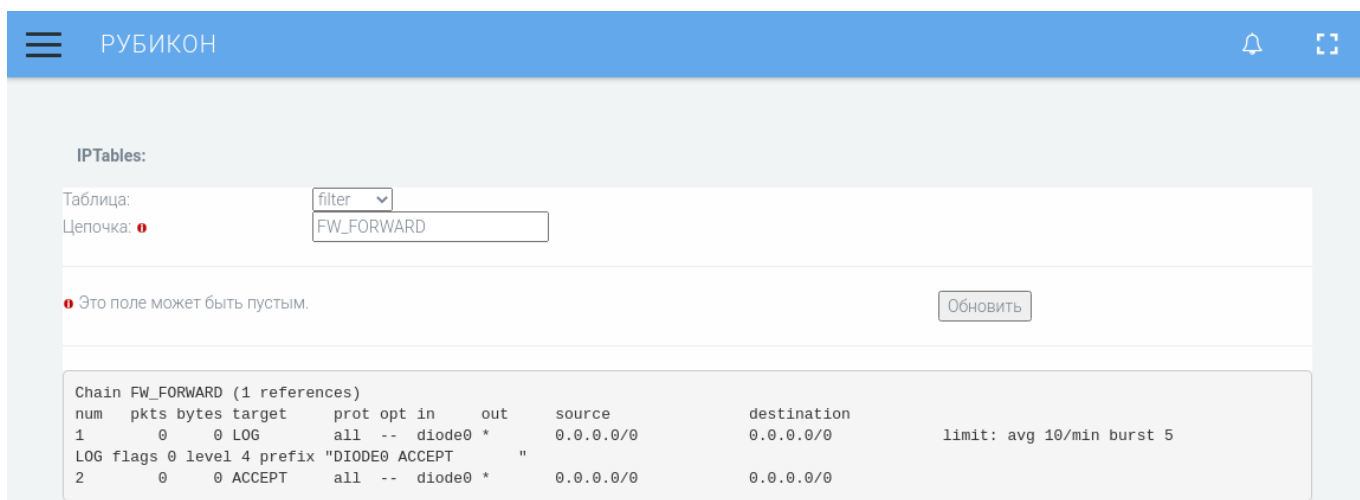 РУБИКОН
IPTables:
Таблица: filter
Цепочка: FW_FORWARD
Это поле может быть пустым. Обновить
Chain FW_FORWARD (1 references)
num   pkts bytes target     prot opt in     out     source               destination
1        0     0 LOG        all  --  diode0 *       0.0.0.0/0            0.0.0.0/0            limit: avg 10/min burst 5
LOG flags 0 level 4 prefix "DIODE0 ACCEPT       "
2        0     0 ACCEPT     all  --  diode0 *       0.0.0.0/0            0.0.0.0/0